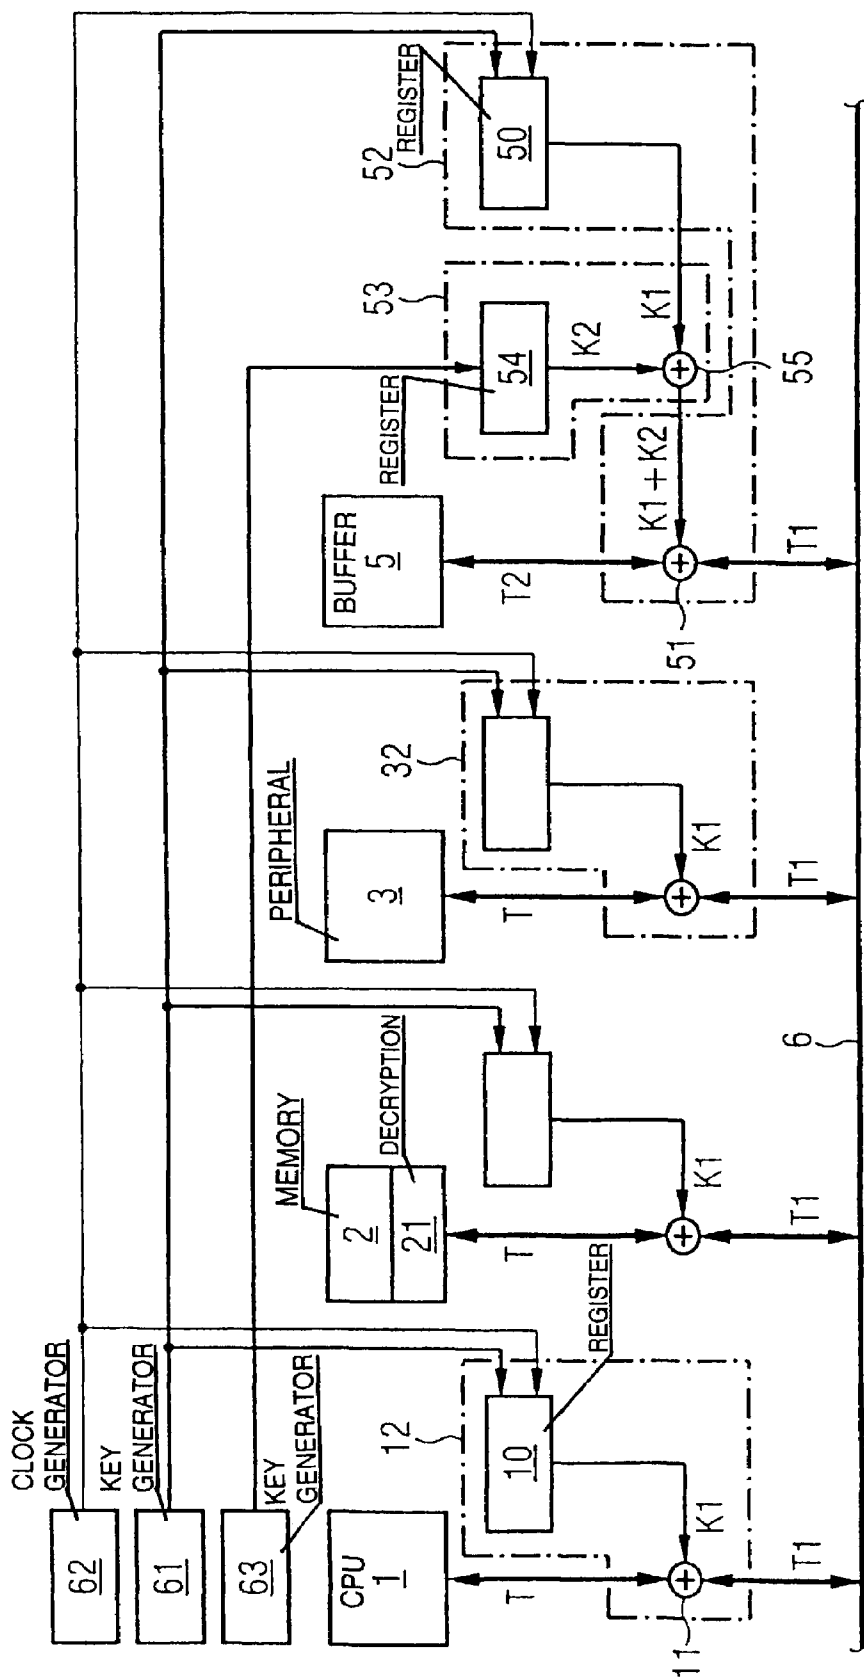 CLOCK
GENERATOR
62
KEY
GENERATOR
61
63
KEY
GENERATOR
CPU
1
12
10
REGISTER
T
K1
11
T1
MEMORY
2
21
DECRYPTION
T
K1
T1
6
PERIPHERAL
3
32
T
K1
T1
BUFFER
5
T2
51
T1
K1+K2
REGISTER
54
53
K2
K1
55
52
REGISTER
50